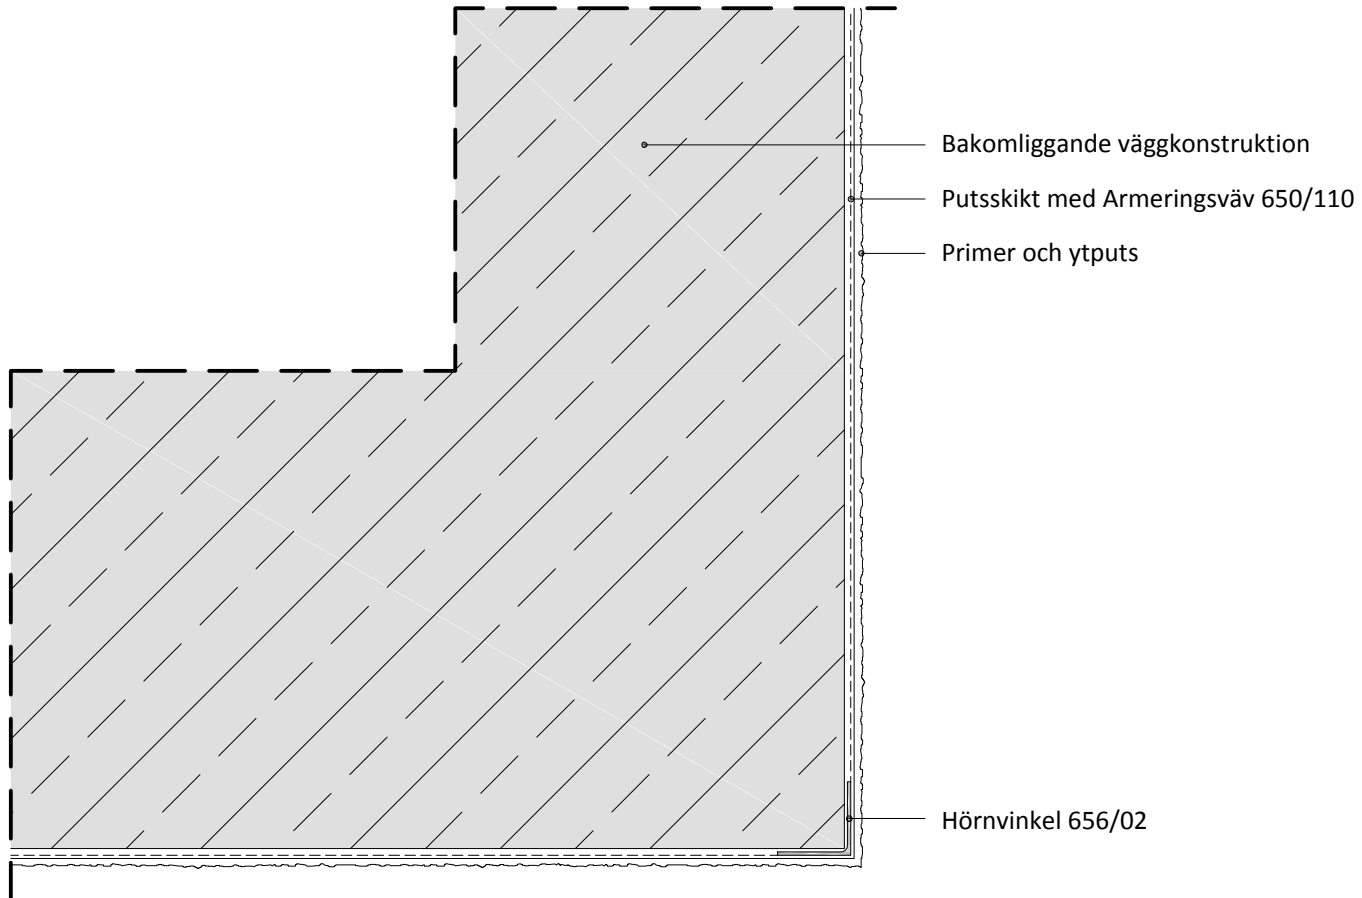 Bakomliggande väggkonstruktion
Putsskikt med Armeringsväv 650/110
Primer och ytputs
Hörnvinkel 656/02